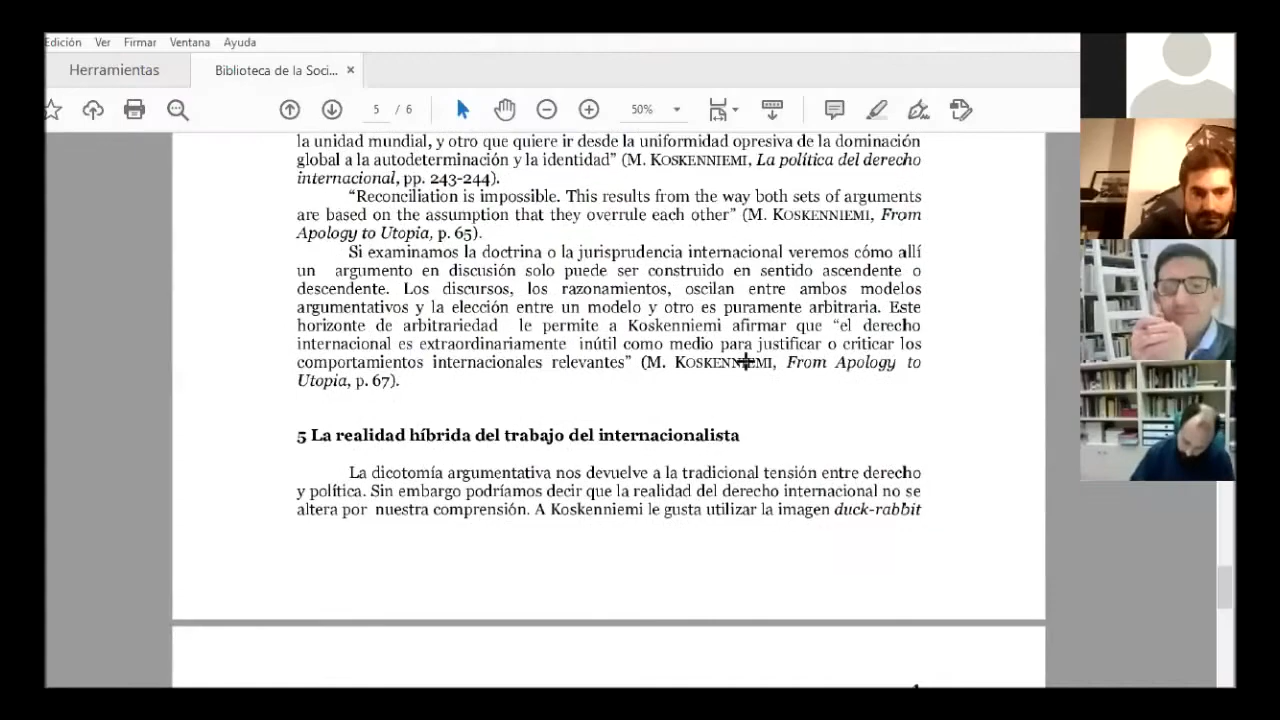 Edición Ver Firmar Ventana Ayuda
Herramientas Biblioteca de la Soci... ×
5 / 6 50%
la unidad mundial, y otro que quiere ir desde la uniformidad opresiva de la dominación
global a la autodeterminación y la identidad” (M. KOSKENNIEMI, La política del derecho
internacional, pp. 243-244).
“Reconciliation is impossible. This results from the way both sets of arguments
are based on the assumption that they overrule each other” (M. KOSKENNIEMI, From
Apology to Utopia, p. 65).
Si examinamos la doctrina o la jurisprudencia internacional veremos cómo allí
un argumento en discusión solo puede ser construido en sentido ascendente o
descendente. Los discursos, los razonamientos, oscilan entre ambos modelos
argumentativos y la elección entre un modelo y otro es puramente arbitraria. Este
horizonte de arbitrariedad le permite a Koskenniemi afirmar que “el derecho
internacional es extraordinariamente inútil como medio para justificar o criticar los
comportamientos internacionales relevantes” (M. KOSKENNIEMI, From Apology to
Utopia, p. 67).
5 La realidad híbrida del trabajo del internacionalista
La dicotomía argumentativa nos devuelve a la tradicional tensión entre derecho
y política. Sin embargo podríamos decir que la realidad del derecho internacional no se
altera por nuestra comprensión. A Koskenniemi le gusta utilizar la imagen duck-rabbit